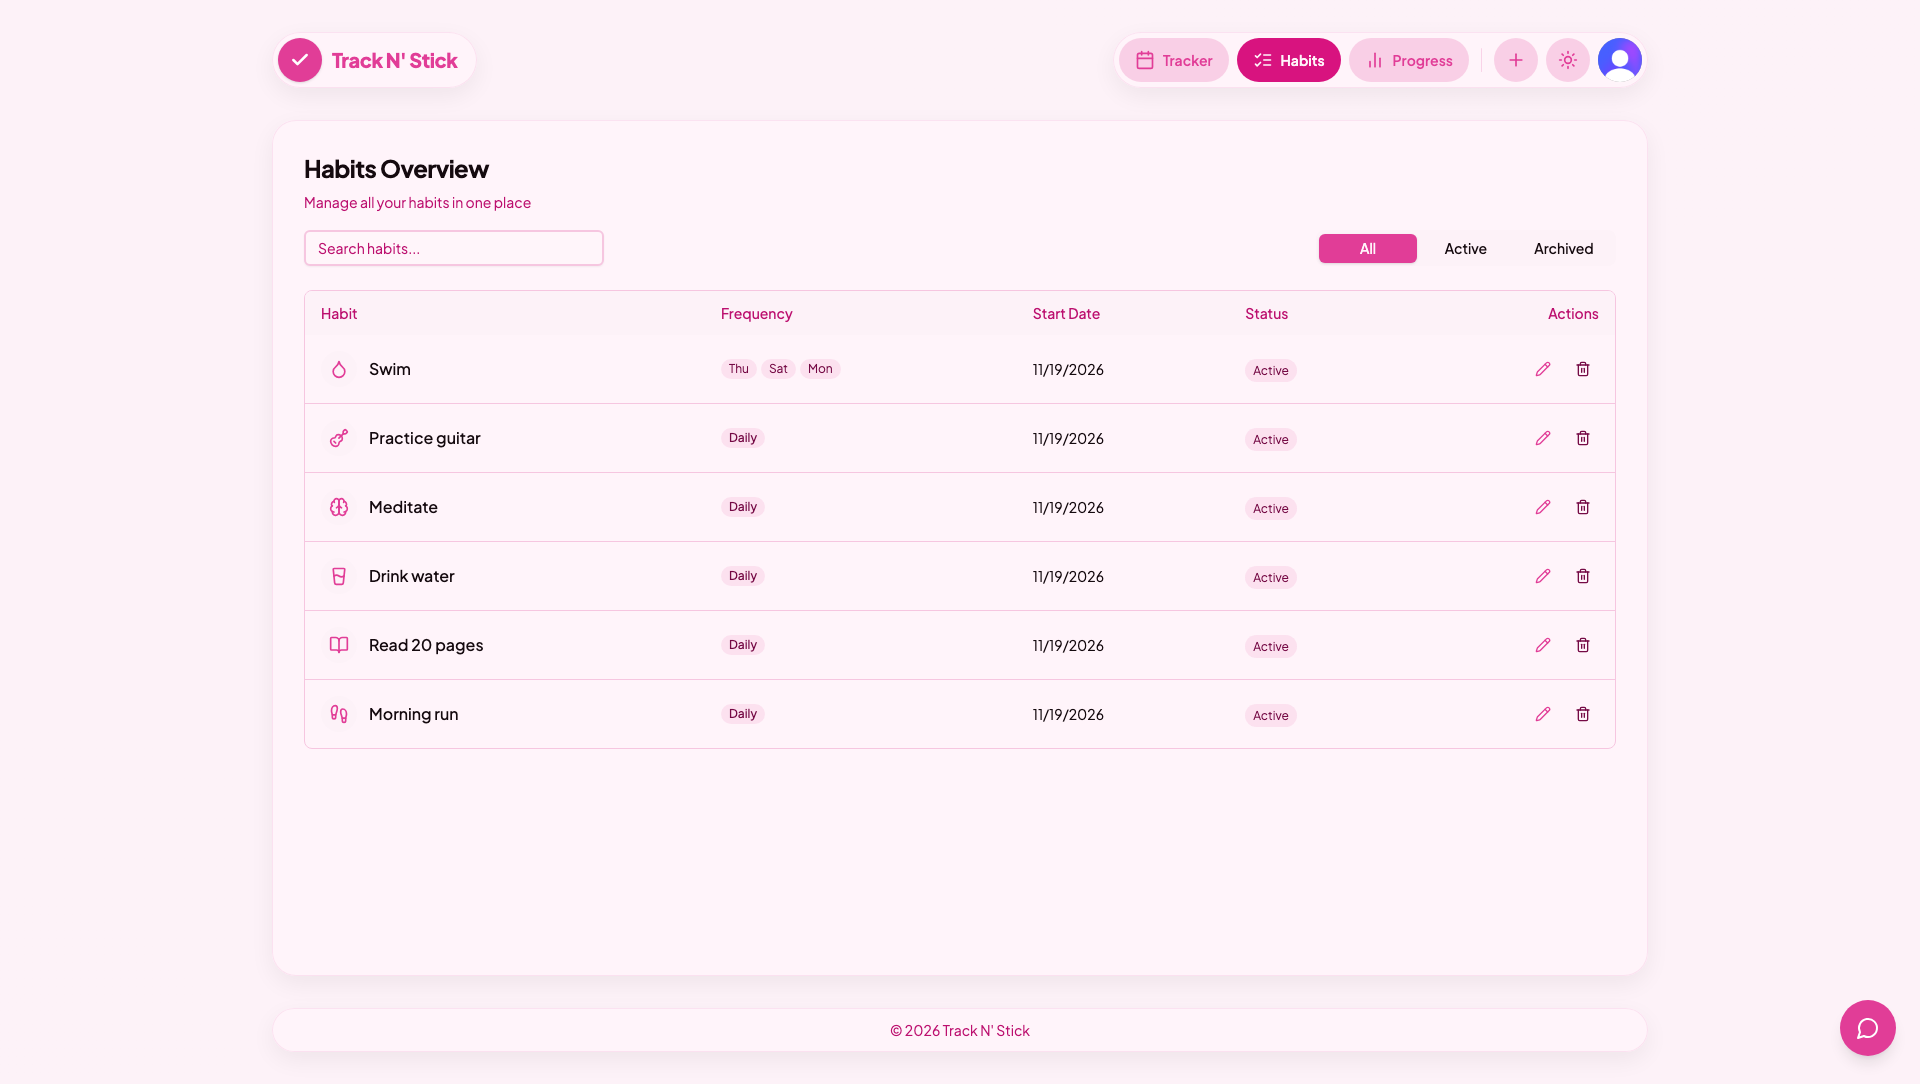 Track N' Stick
Tracker
Habits
Progress
Habits Overview
Manage all your habits in one place
Search habits...
All
Active
Archived
Habit Frequency Start Date Status Actions
Swim Thu Sat Mon 11/19/2026 Active
Practice guitar Daily 11/19/2026 Active
Meditate Daily 11/19/2026 Active
Drink water Daily 11/19/2026 Active
Read 20 pages Daily 11/19/2026 Active
Morning run Daily 11/19/2026 Active
© 2026 Track N' Stick